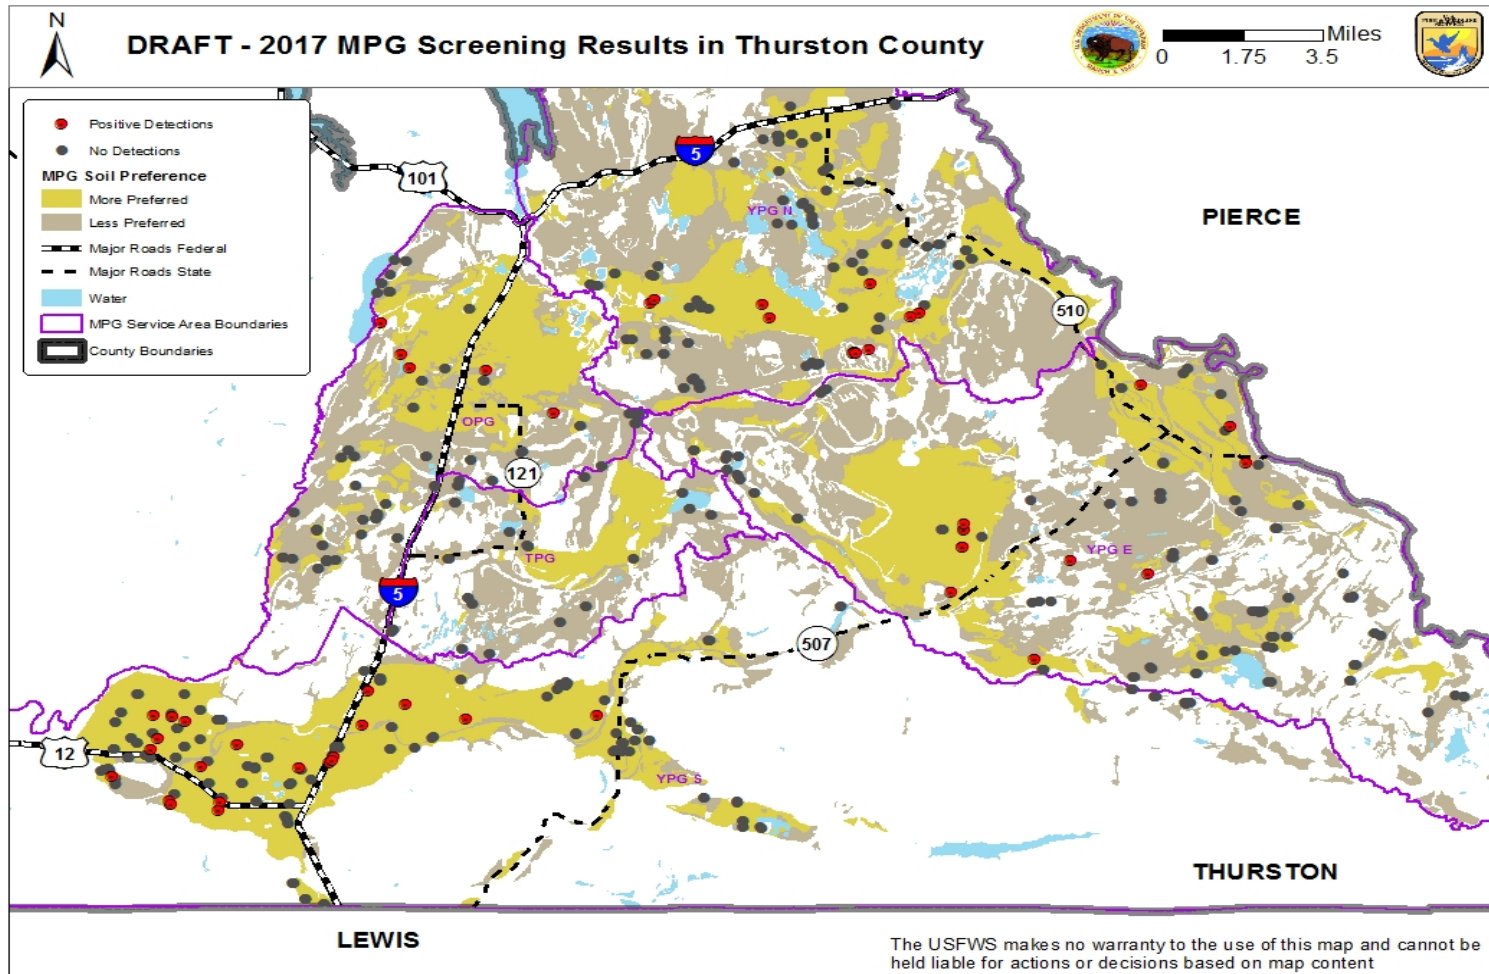 N
DRAFT - 2017 MPG Screening Results in Thurston County
Miles
0 1.75 3.5
Positive Detections
No Detections
MPG Soil Preference
More Preferred
Less Preferred
Major Roads Federal
Major Roads State
Water
MPG Service Area Boundaries
County Boundaries
101
5
YPG N
PIERCE
510
OPG
121
TPG
YPG E
5
507
12
YPG S
THURSTON
LEWIS
The USFWS makes no warranty to the use of this map and cannot be
held liable for actions or decisions based on map content